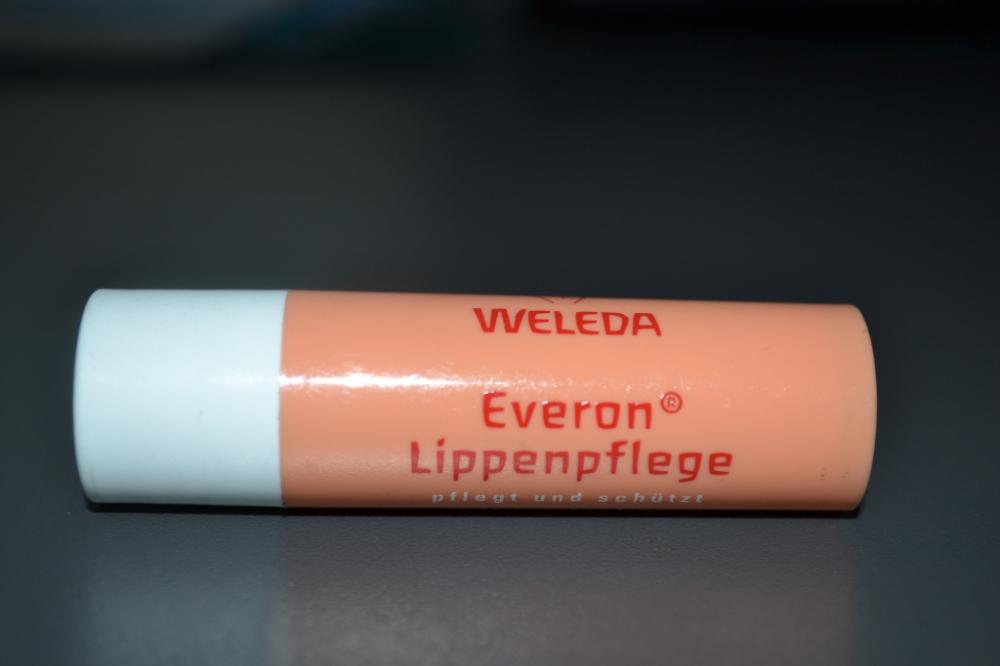 WELEDA
Everon®
Lippenpflege
pflegt und schützt